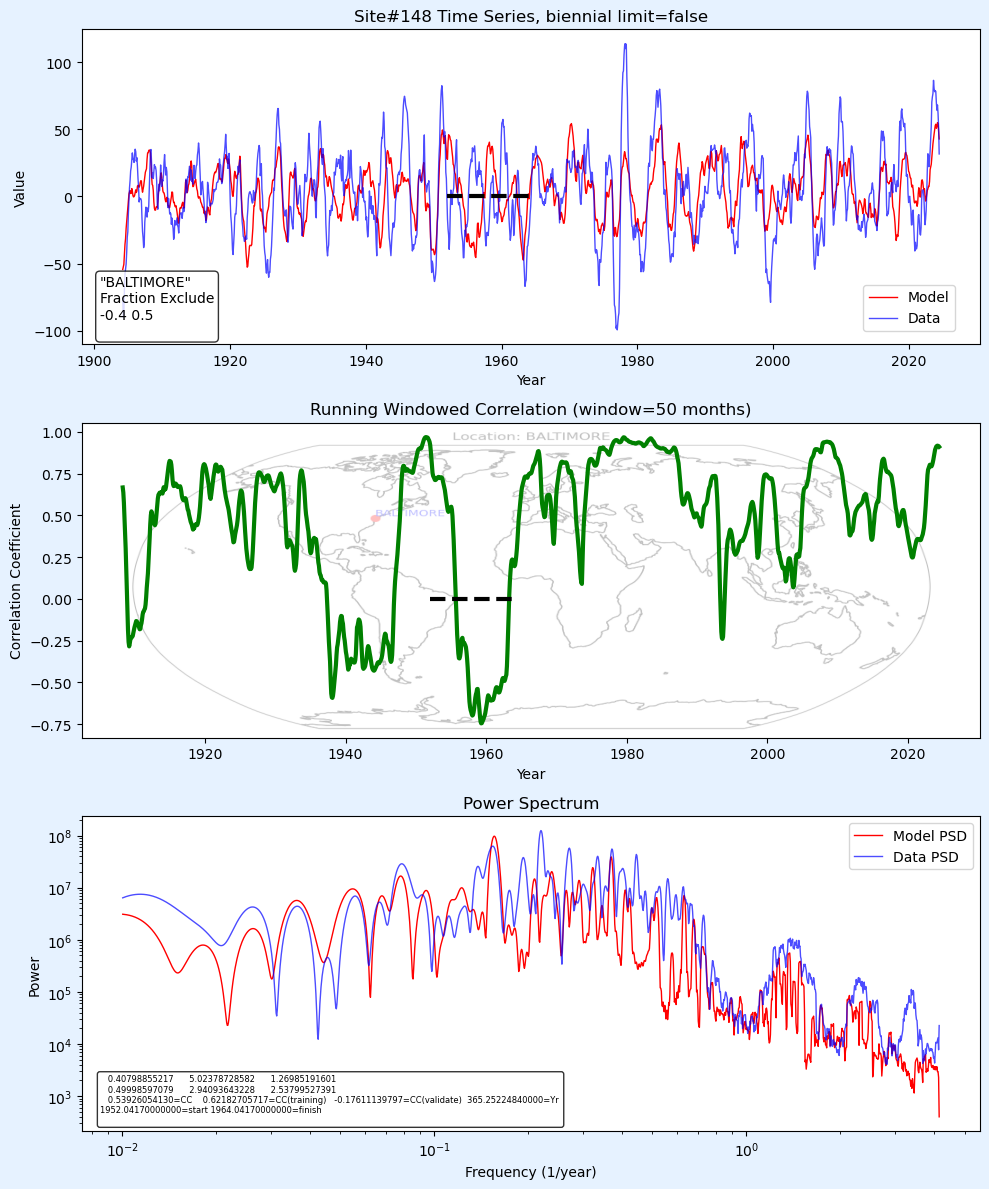 Site#148 Time Series, biennial limit=false
100
50
0
−50
−100
Value
"BALTIMORE"
Fraction Exclude
-0.4 0.5
Model
Data
1900 1920 1940 1960 1980 2000 2020
Year
Running Windowed Correlation (window=50 months)
Location: BALTIMORE
BALTIMORE
1.00
0.75
0.50
0.25
0.00
−0.25
−0.50
−0.75
Correlation Coefficient
1920 1940 1960 1980 2000 2020
Year
Power Spectrum
Model PSD
Data PSD
10⁸
10⁷
10⁶
10⁵
10⁴
10³
Power
0.40798855217 5.02378728582 1.26985191601
0.49998597079 2.94093643228 2.53799527391
0.53926054130=CC 0.62182705717=CC(training) -0.17611139797=CC(validate) 365.25224840000=Yr
1952.04170000000=start 1964.04170000000=finish
10⁻² 10⁻¹ 10⁰
Frequency (1/year)